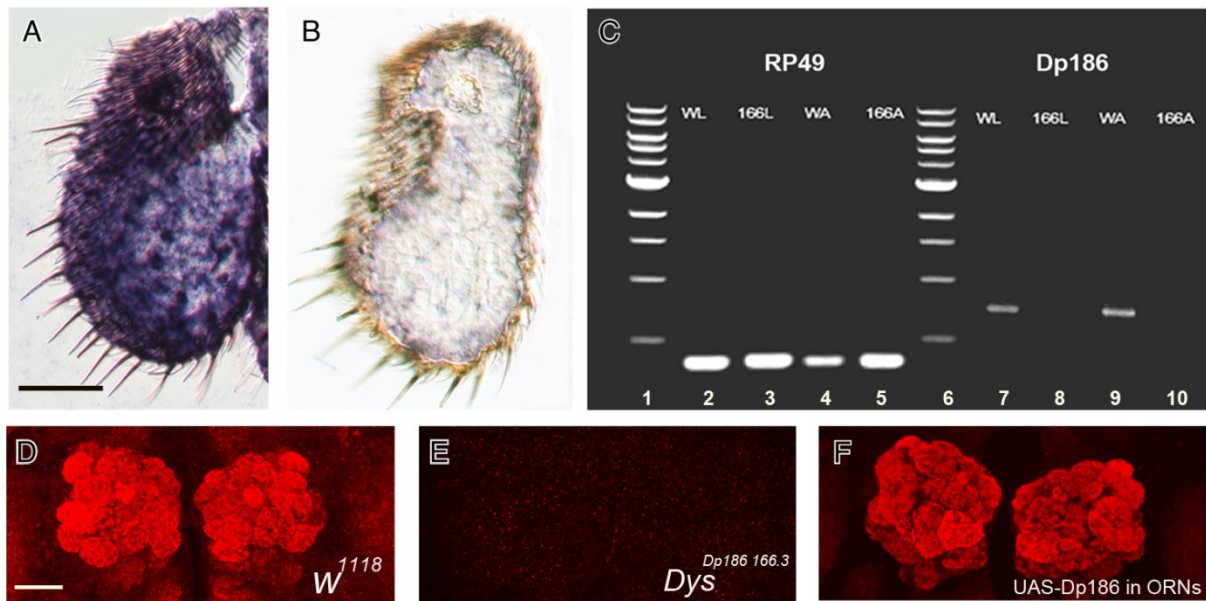 A
B
C
RP49 Dp186
WL 166L WA 166A WL 166L WA 166A
1 2 3 4 5 6 7 8 9 10
D
w1118
E
DysDp186 166.3
F
UAS-Dp186 in ORNs